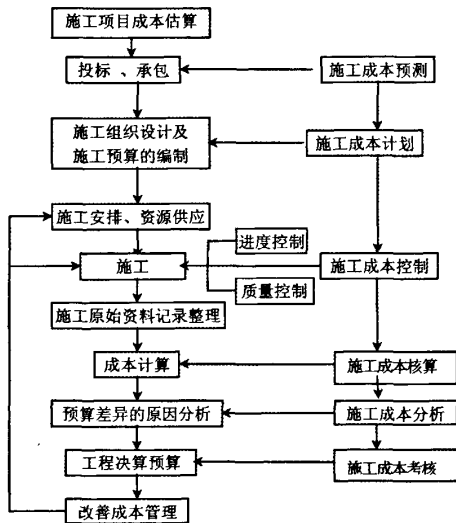 施工项目成本估算
投标、承包
施工成本预测
施工组织设计及
施工预算的编制
施工成本计划
施工安排、资源供应
进度控制
施工
施工成本控制
质量控制
施工原始资料记录整理
成本计算
施工成本核算
预算差异的原因分析
施工成本分析
工程决算预算
施工成本考核
改善成本管理